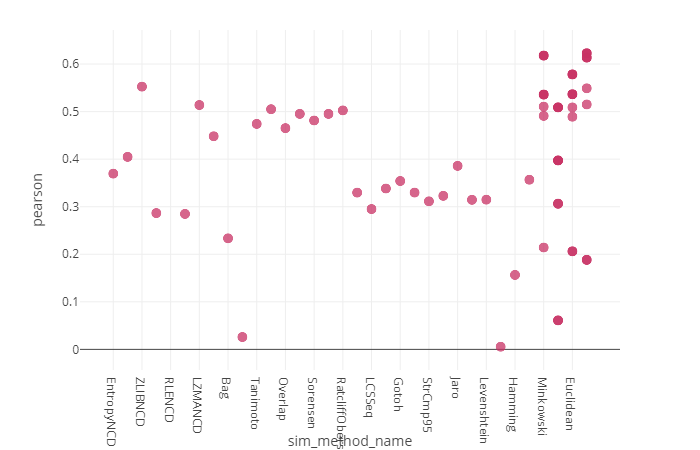 0.6
0.5
0.4
0.3
0.2
0.1
0
pearson
EntropyNCD
ZLIBNCD
RLENCD
LZMANCD
Bag
Tanimoto
Overlap
Sorensen
RatcliffObers
LCSSeq
Gotoh
StrCmp95
Jaro
Levenshtein
Hamming
Minkowski
Euclidean
sim_method_name